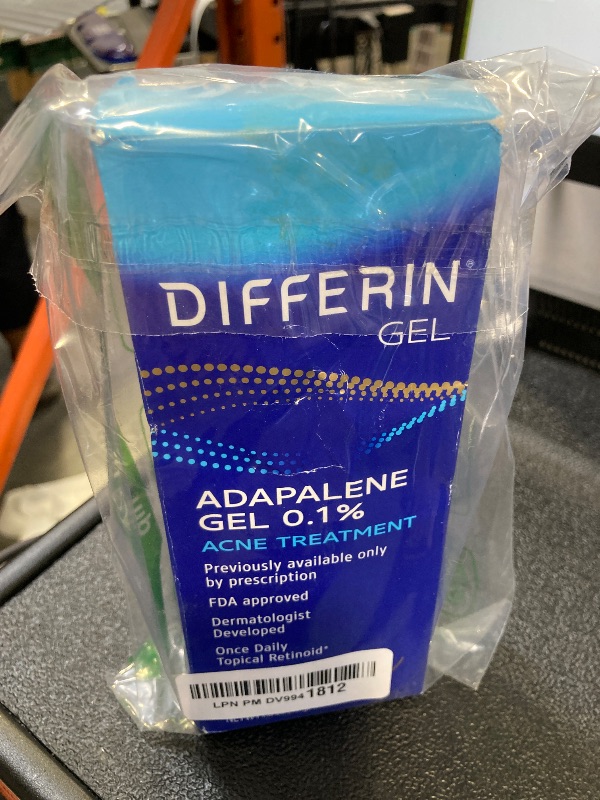 DIFFERIN®
GEL
ADAPALENE
GEL 0.1%
ACNE TREATMENT
Previously available only
by prescription
FDA approved
Dermatologist
Developed
Once Daily
Topical Retinoid*
LPN PM DV9941812